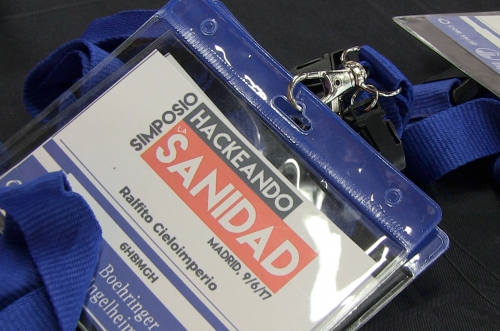 SIMPOSIO
HACKEANDO
LA
SANIDAD
MADRID, 9/6/17
Ralfito Cieloimperio
6HBMGH
Boehringer
Ingelheim